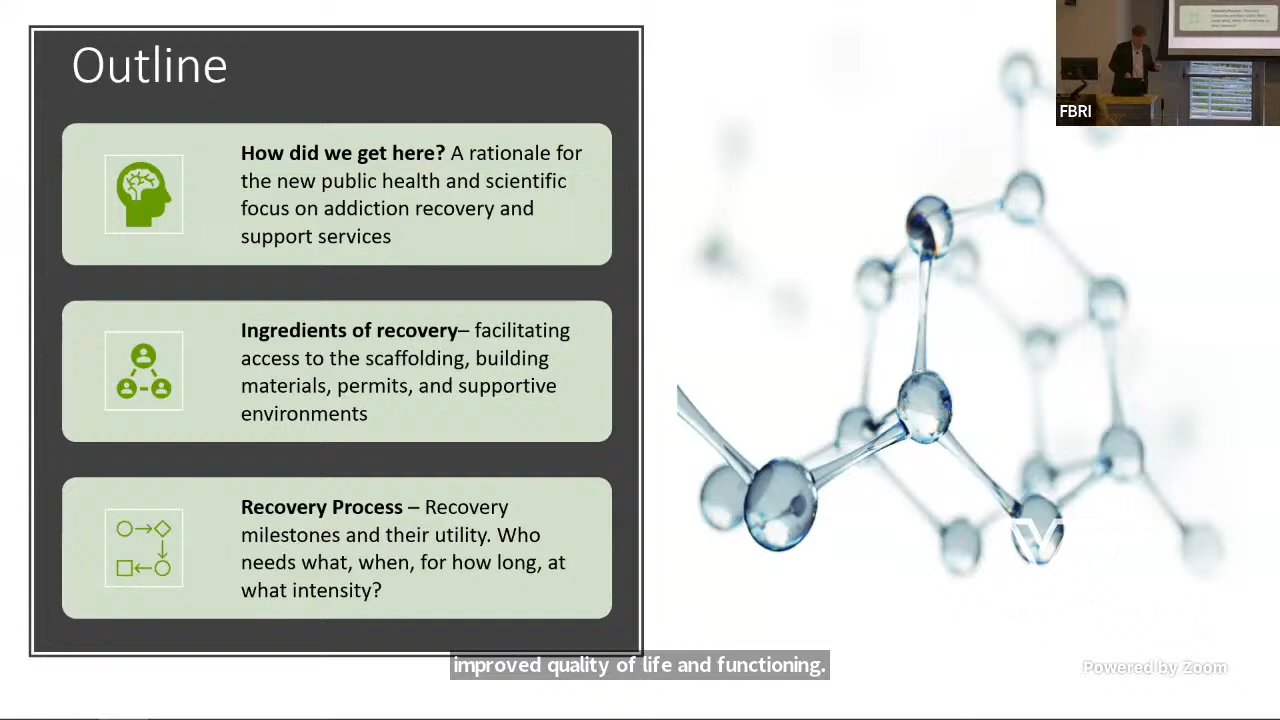 Outline
How did we get here? A rationale for
the new public health and scientific
focus on addiction recovery and
support services
Ingredients of recovery– facilitating
access to the scaffolding, building
materials, permits, and supportive
environments
Recovery Process – Recovery
milestones and their utility. Who
needs what, when, for how long, at
what intensity?
FBRI
improved quality of life and functioning.
Powered by Zoom